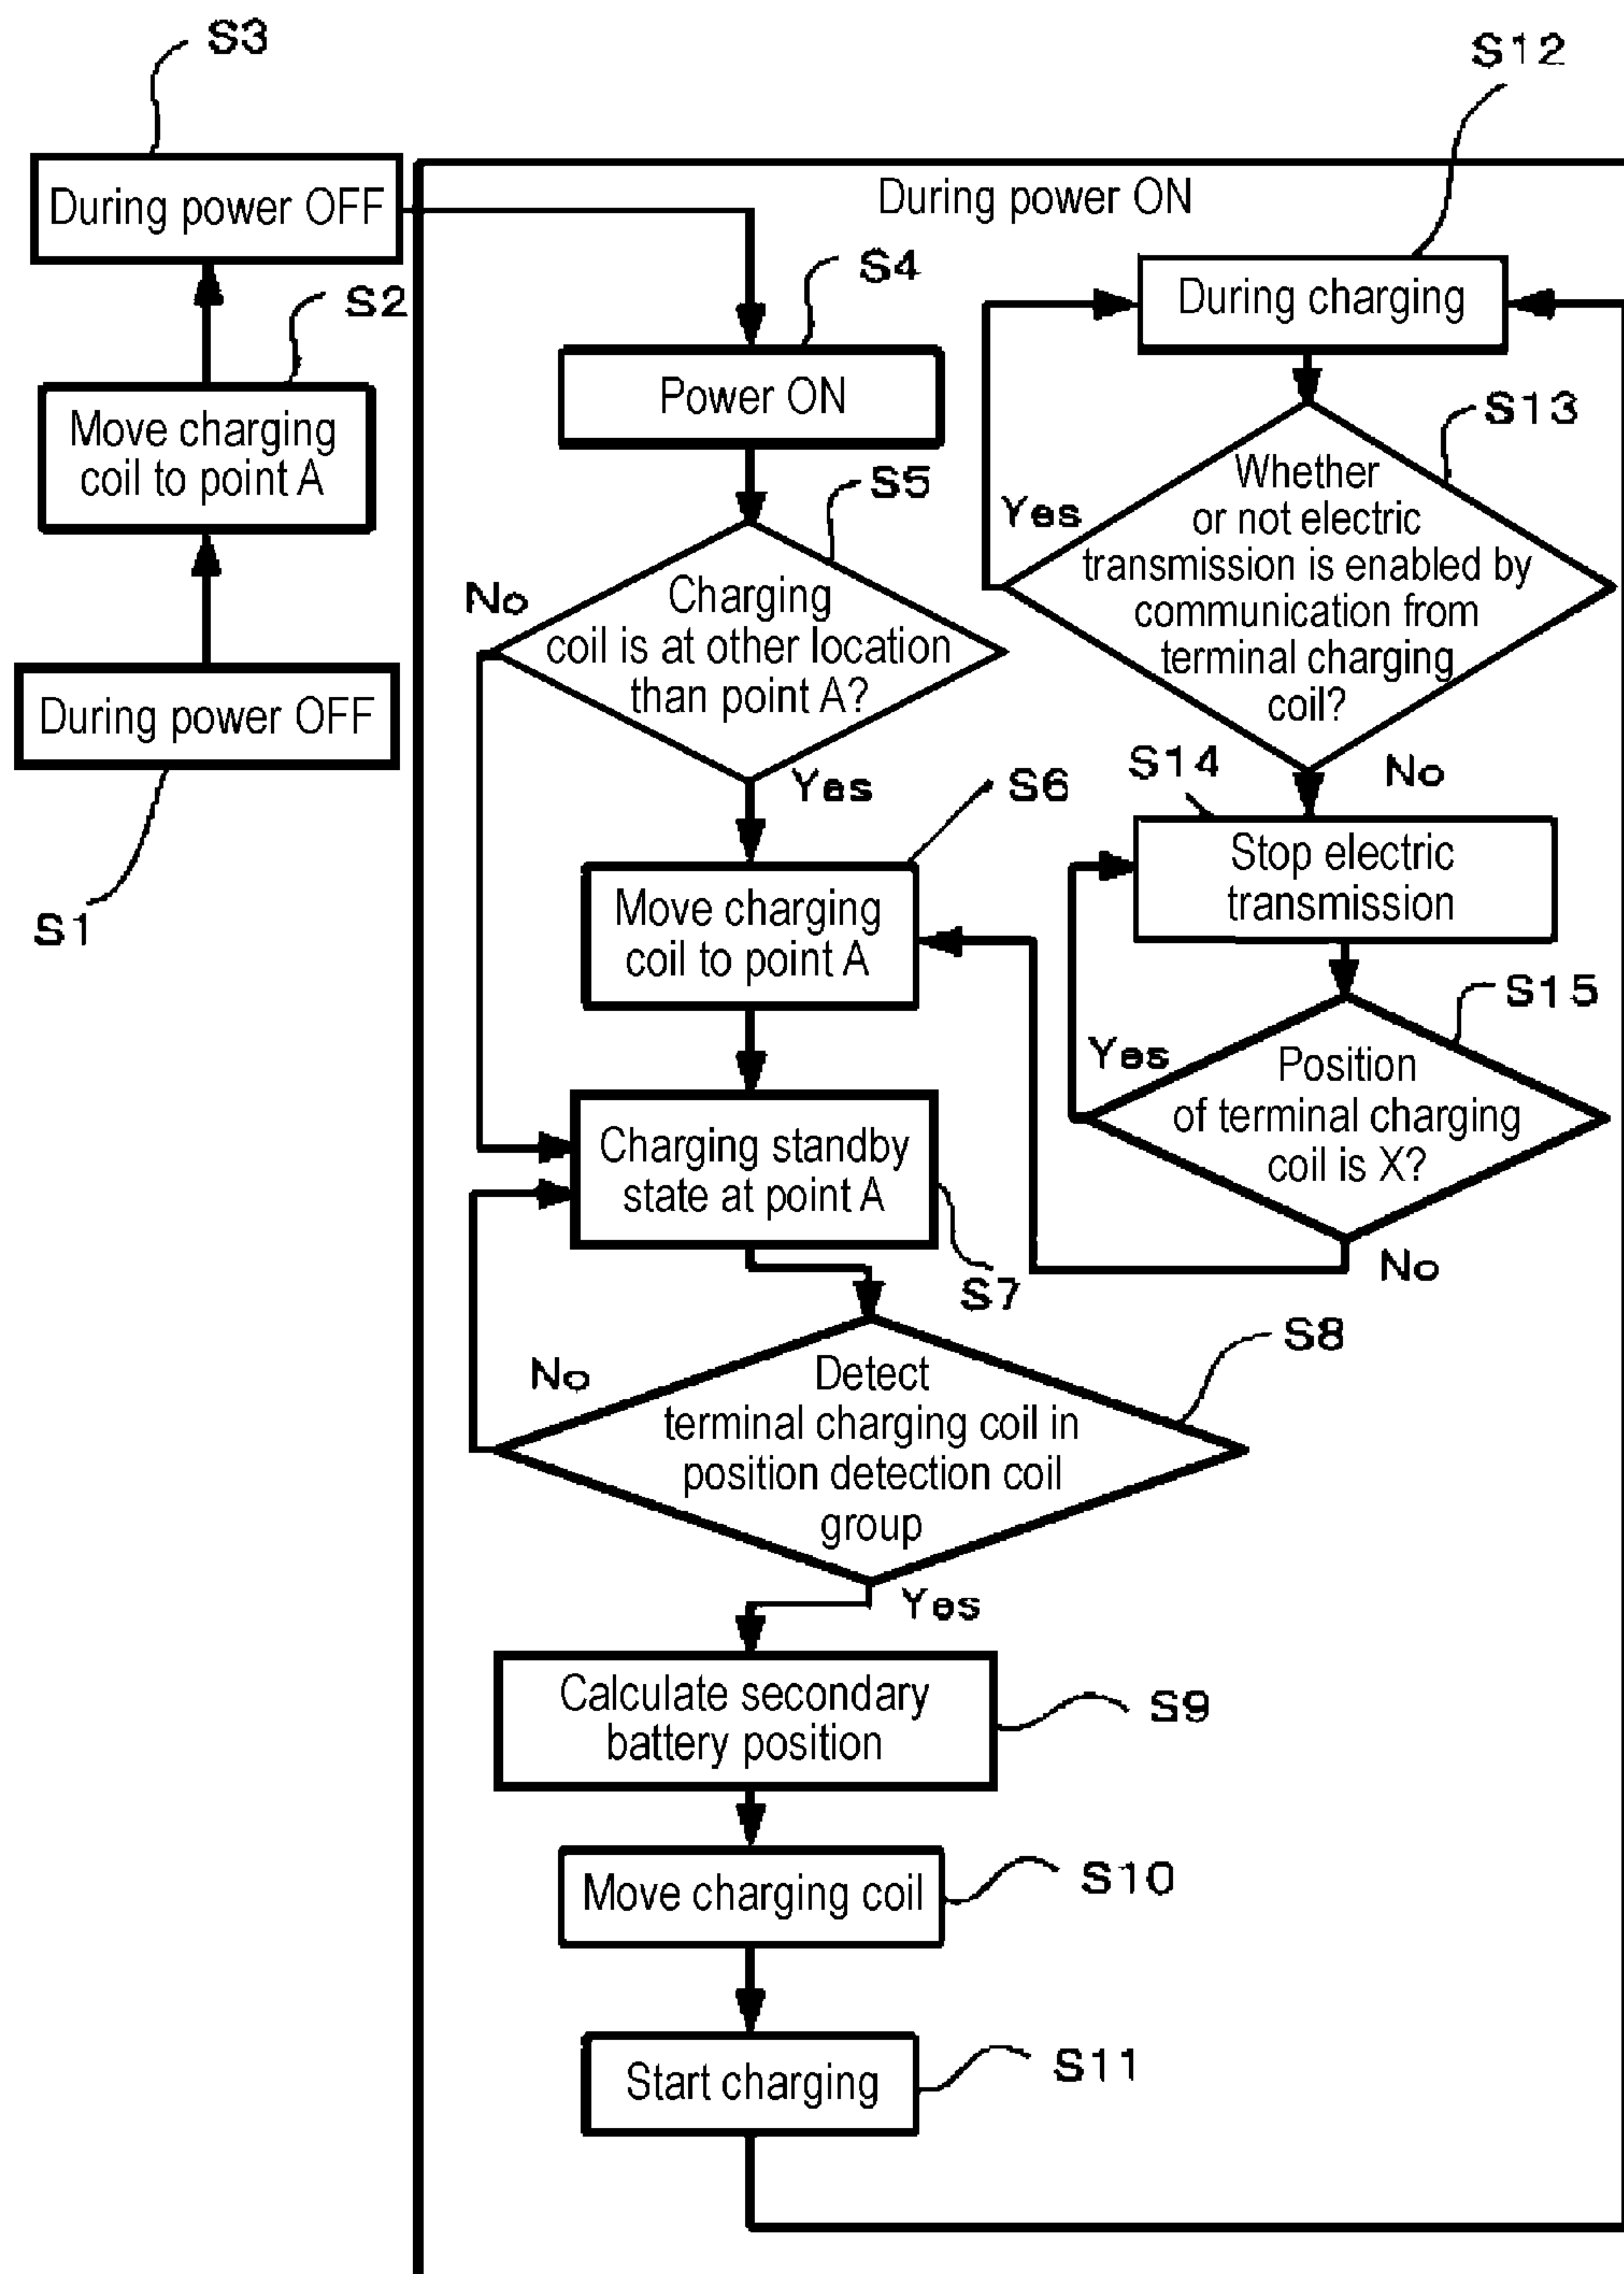 S3
During power OFF
S2
Move charging
coil to point A
During power OFF
S1
During power ON
S4
Power ON
S5
No
Charging
coil is at other location
than point A?
Yes
S6
Move charging
coil to point A
Charging standby
state at point A
S7
S8
No
Detect
terminal charging coil in
position detection coil
group
Yes
Calculate secondary
battery position
S9
Move charging coil
S10
Start charging
S11
S12
During charging
S13
Yes
Whether
or not electric
transmission is enabled by
communication from
terminal charging
coil?
No
S14
Stop electric
transmission
S15
Yes
Position
of terminal charging
coil is X?
No